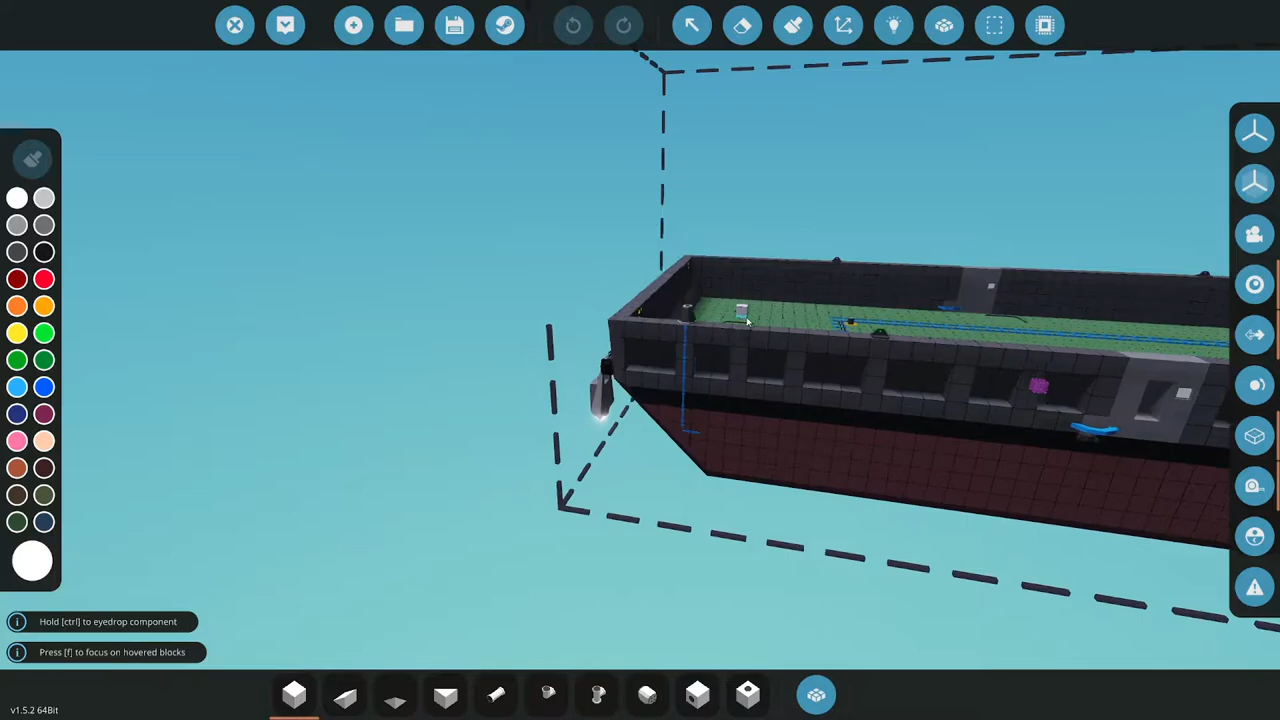 Hold [ctrl] to eyedrop component
Press [f] to focus on hovered blocks
v1.5.2 64Bit